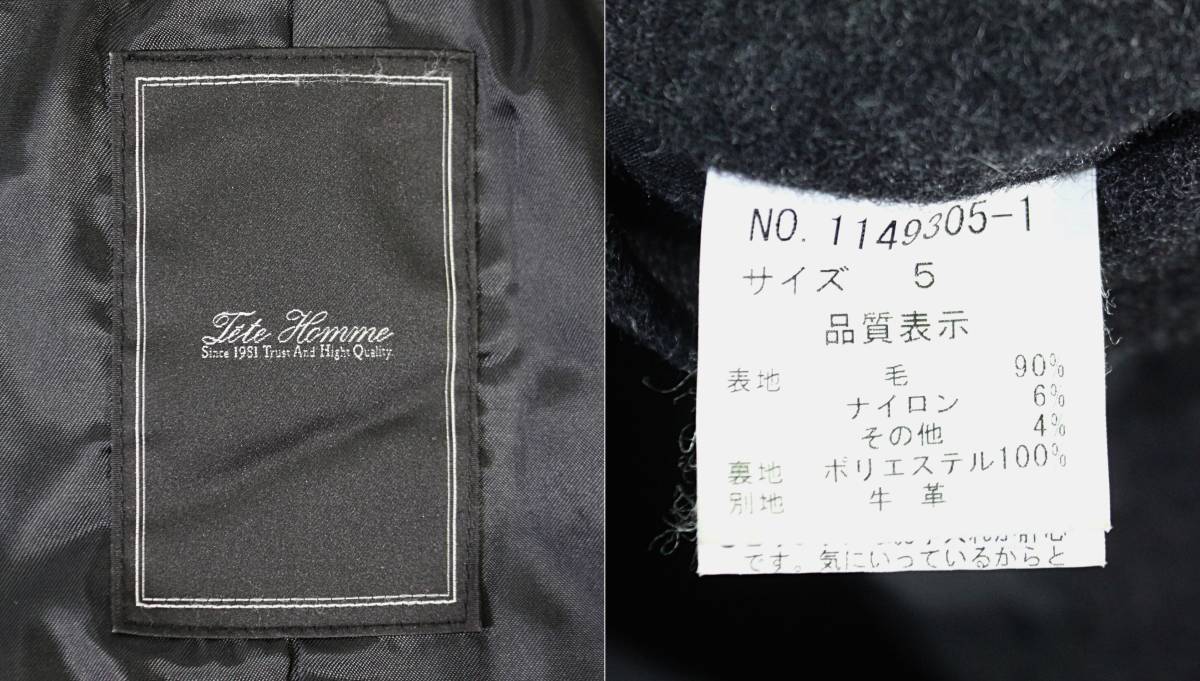 Téte Homme
Since 1981 Trust And Hight Quality.
NO. 1149305-1
サイズ 5
品質表示
表地 毛 90%
ナイロン 6%
その他 4%
裏地 ポリエステル100%
別地 牛革
です。気にいっているからと